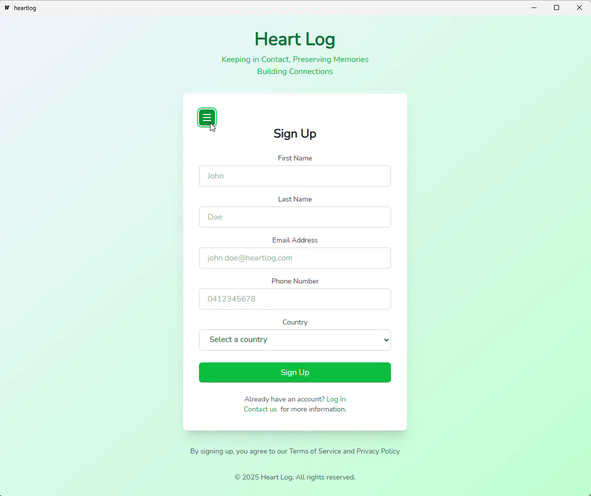 heartlog
Heart Log
Keeping in Contact, Preserving Memories
Building Connections
Sign Up
First Name
John
Last Name
Doe
Email Address
john.doe@heartlog.com
Phone Number
0412345678
Country
Select a country
Sign Up
Already have an account? Log In
Contact us for more information.
By signing up, you agree to our Terms of Service and Privacy Policy
© 2025 Heart Log. All rights reserved.